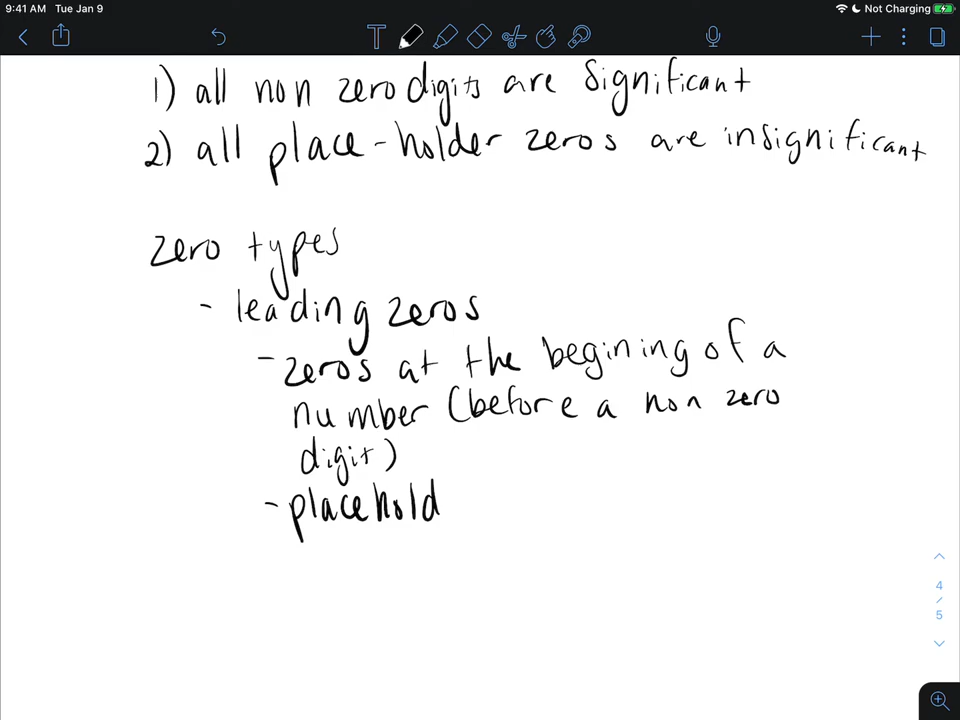 9:41 AM Tue Jan 9
Not Charging
T
1) all non zero digits are significant
2) all place-holder zeros are insignificant
zero types
- leading zeros
- zeros at the begining of a
number (before a non zero
digit)
- placehold
4
/
5